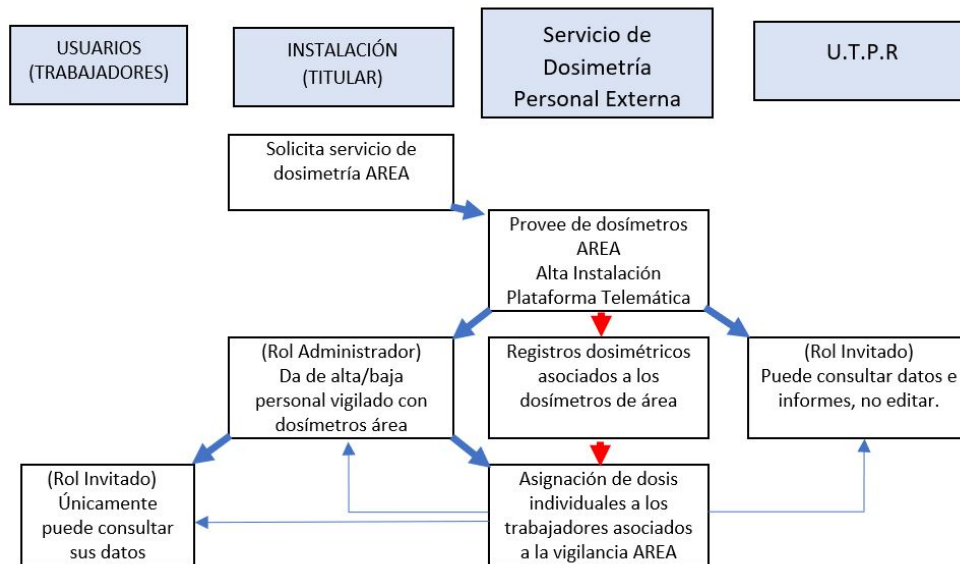 USUARIOS
(TRABAJADORES)
INSTALACIÓN
(TITULAR)
Servicio de
Dosimetría
Personal Externa
U.T.P.R
Solicita servicio de
dosimetría AREA
Provee de dosímetros
AREA
Alta Instalación
Plataforma Telemática
(Rol Administrador)
Da de alta/baja
personal vigilado con
dosímetros área
Registros dosimétricos
asociados a los
dosímetros de área
(Rol Invitado)
Puede consultar datos e
informes, no editar.
(Rol Invitado)
Únicamente
puede consultar
sus datos
Asignación de dosis
individuales a los
trabajadores asociados
a la vigilancia AREA